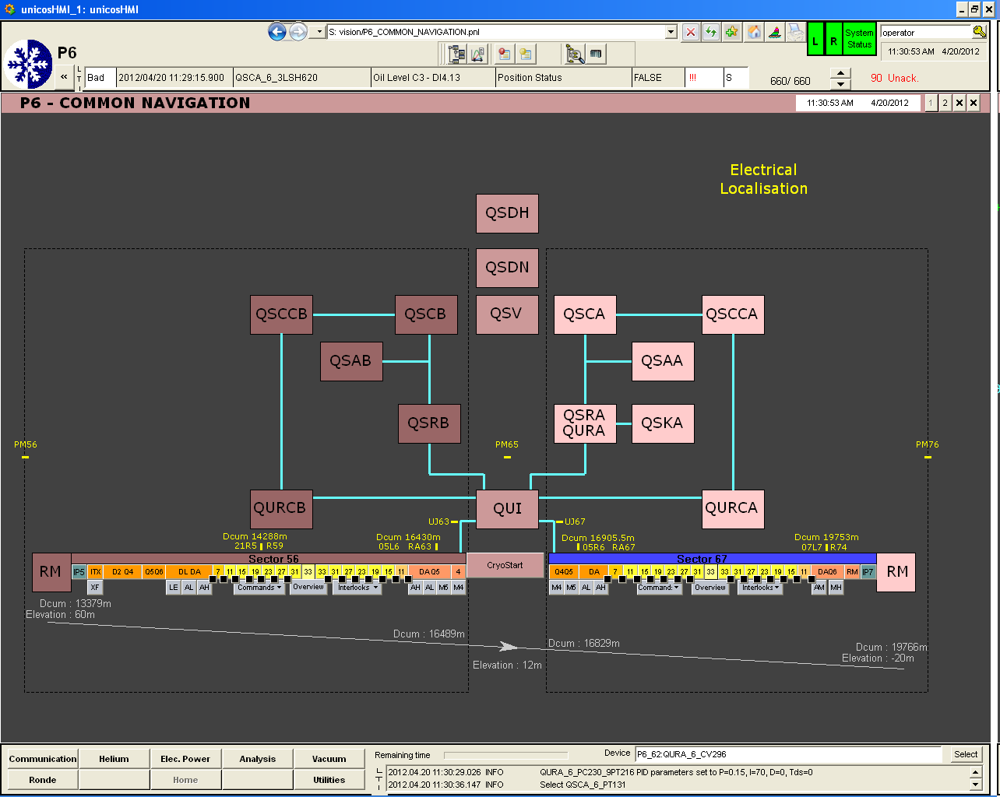 unicosHMI_1: unicosHMI
S: vision/P6_COMMON_NAVIGATION.pnl
L R System Status
operator
11:30:53 AM 4/20/2012
P6
«
L
T
Bad 2012/04/20 11:29:15.900 QSCA_6_3LSH620 Oil Level C3 - DI4.13 Position Status FALSE !!! S 660/ 660 90 Unack.
P6 - COMMON NAVIGATION
11:30:53 AM 4/20/2012 1 2
Electrical
Localisation
QSDH
QSDN
QSCCB QSCB QSV QSCA QSCCA
QSAB QSAA
QSRB QSRA QURA QSKA
PM56 PM65 PM76
QURCB QUI QURCA
UJ63 UJ67
Dcum 14288m Dcum 16430m Dcum 16905.5m Dcum 19753m
21R5 R59 05L6 RA63 05R6 RA67 07L7 R74
Sector 56 Sector 67
RM CryoStart RM
IP5 ITX D2 Q4 Q5Q6 DL DA 7 11 15 19 23 27 31 33 33 31 27 23 19 15 11 DAQ5 4 Q4Q5 DA 7 11 15 19 23 27 31 33 33 31 27 23 19 15 11 DAQ6 RM IP7
XF LE AL AH Commands Overview Interlocks AH AL M5 M4 M4 M5 AL AH Command: Overview Interlocks AM MH
Dcum : 13379m
Elevation : 60m
Dcum : 16489m
Dcum : 16829m
Elevation : 12m
Dcum : 19766m
Elevation : -20m
Communication Helium Elec. Power Analysis Vacuum
Ronde Home Utilities
Remaining time
Device P6_62:QURA_6_CV296 Select
L
T
2012.04.20 11:30:29.026 INFO QURA_6_PC230_9PT216 PID parameters set to P=0.15, I=70, D=0, Tds=0
2012.04.20 11:30:36.147 INFO Select QSCA_6_PT131